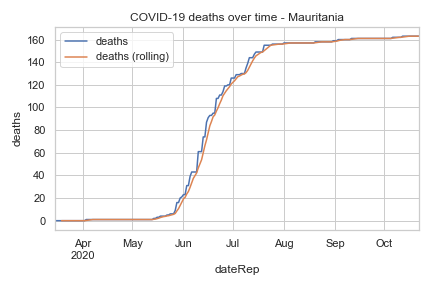 COVID-19 deaths over time - Mauritania
deaths
deaths (rolling)
160
140
120
100
80
60
40
20
0
deaths
Apr
2020
May
Jun
Jul
Aug
Sep
Oct
dateRep